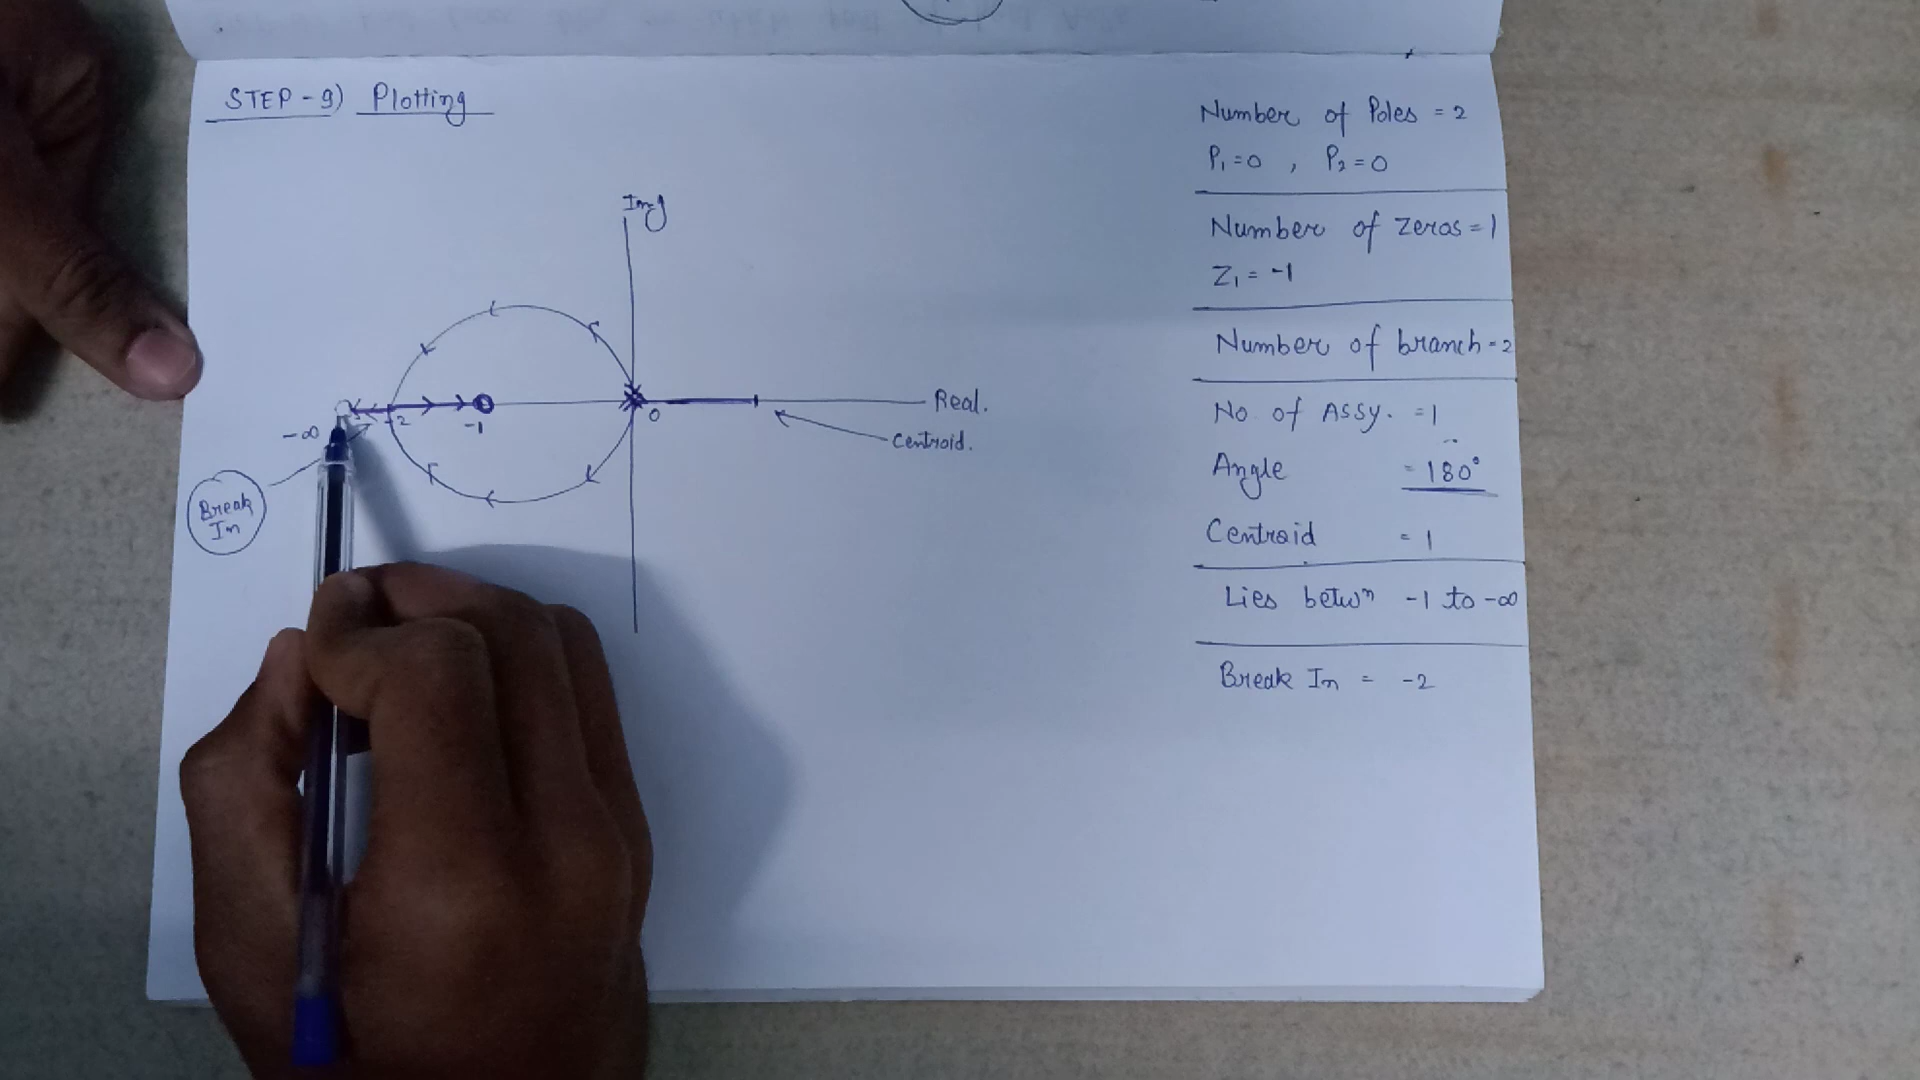 STEP-9) Plotting
Img
Real.
Centroid.
0
-1
-2
-∞
Break
In
Number of Poles = 2
P₁=0 , P₂=0
Number of Zeros=1
Z₁= -1
Number of branch=2
No. of Assy. =1
Angle = 180°
Centroid = 1
Lies betwⁿ -1 to -∞
Break In = -2